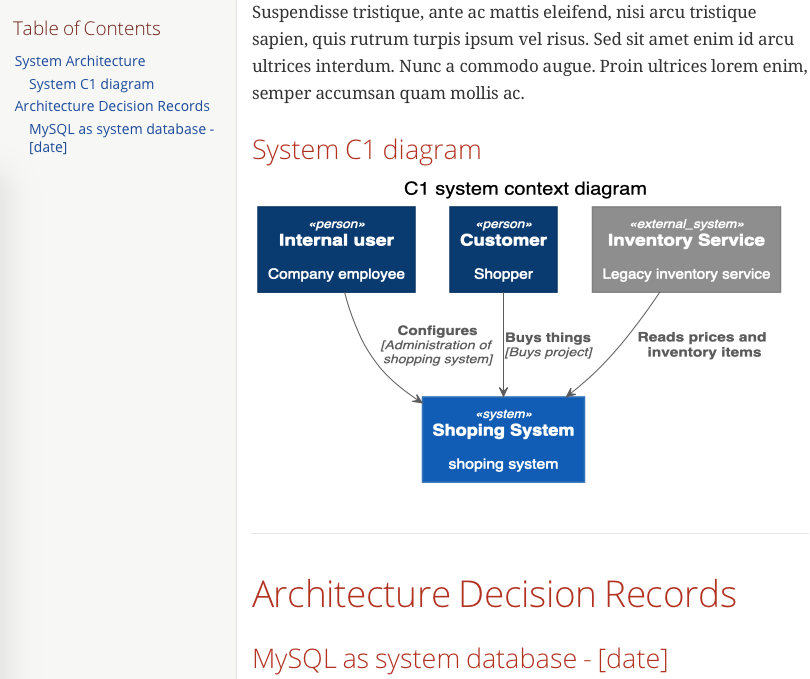 Table of Contents
System Architecture
System C1 diagram
Architecture Decision Records
MySQL as system database -
[date]
Suspendisse tristique, ante ac mattis eleifend, nisi arcu tristique
sapien, quis rutrum turpis ipsum vel risus. Sed sit amet enim id arcu
ultrices interdum. Nunc a commodo augue. Proin ultrices lorem enim,
semper accumsan quam mollis ac.
System C1 diagram
C1 system context diagram
«person»
Internal user
Company employee
«person»
Customer
Shopper
«external_system»
Inventory Service
Legacy inventory service
Configures
[Administration of
shopping system]
Buys things
[Buys project]
Reads prices and
inventory items
«system»
Shoping System
shoping system
Architecture Decision Records
MySQL as system database - [date]